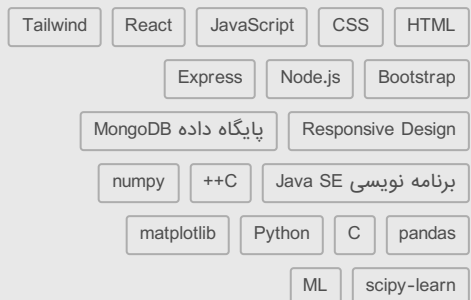 HTML CSS JavaScript React Tailwind
Bootstrap Node.js Express
Responsive Design پایگاه داده MongoDB
برنامه نویسی Java SE ++C numpy
pandas C Python matplotlib
scipy-learn ML